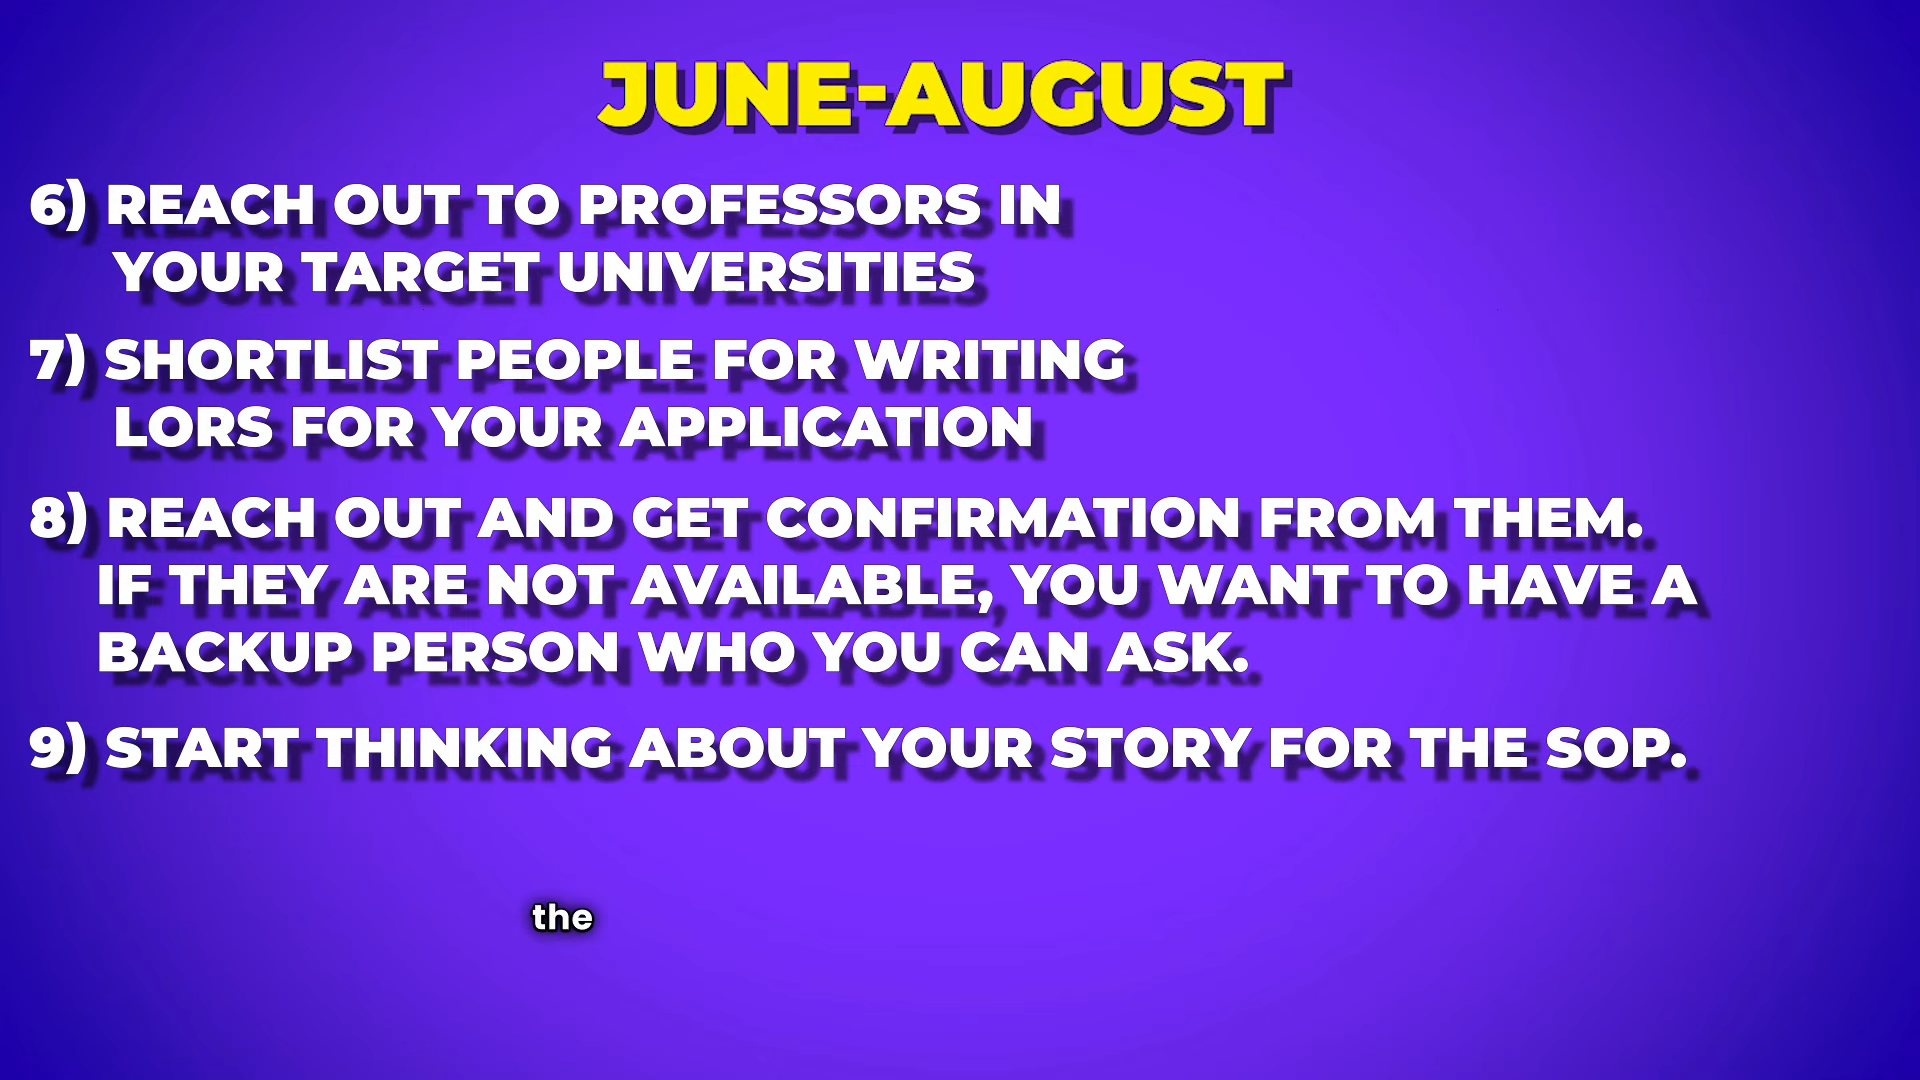 JUNE-AUGUST
6) REACH OUT TO PROFESSORS IN
YOUR TARGET UNIVERSITIES
7) SHORTLIST PEOPLE FOR WRITING
LORS FOR YOUR APPLICATION
8) REACH OUT AND GET CONFIRMATION FROM THEM.
IF THEY ARE NOT AVAILABLE, YOU WANT TO HAVE A
BACKUP PERSON WHO YOU CAN ASK.
9) START THINKING ABOUT YOUR STORY FOR THE SOP.
the